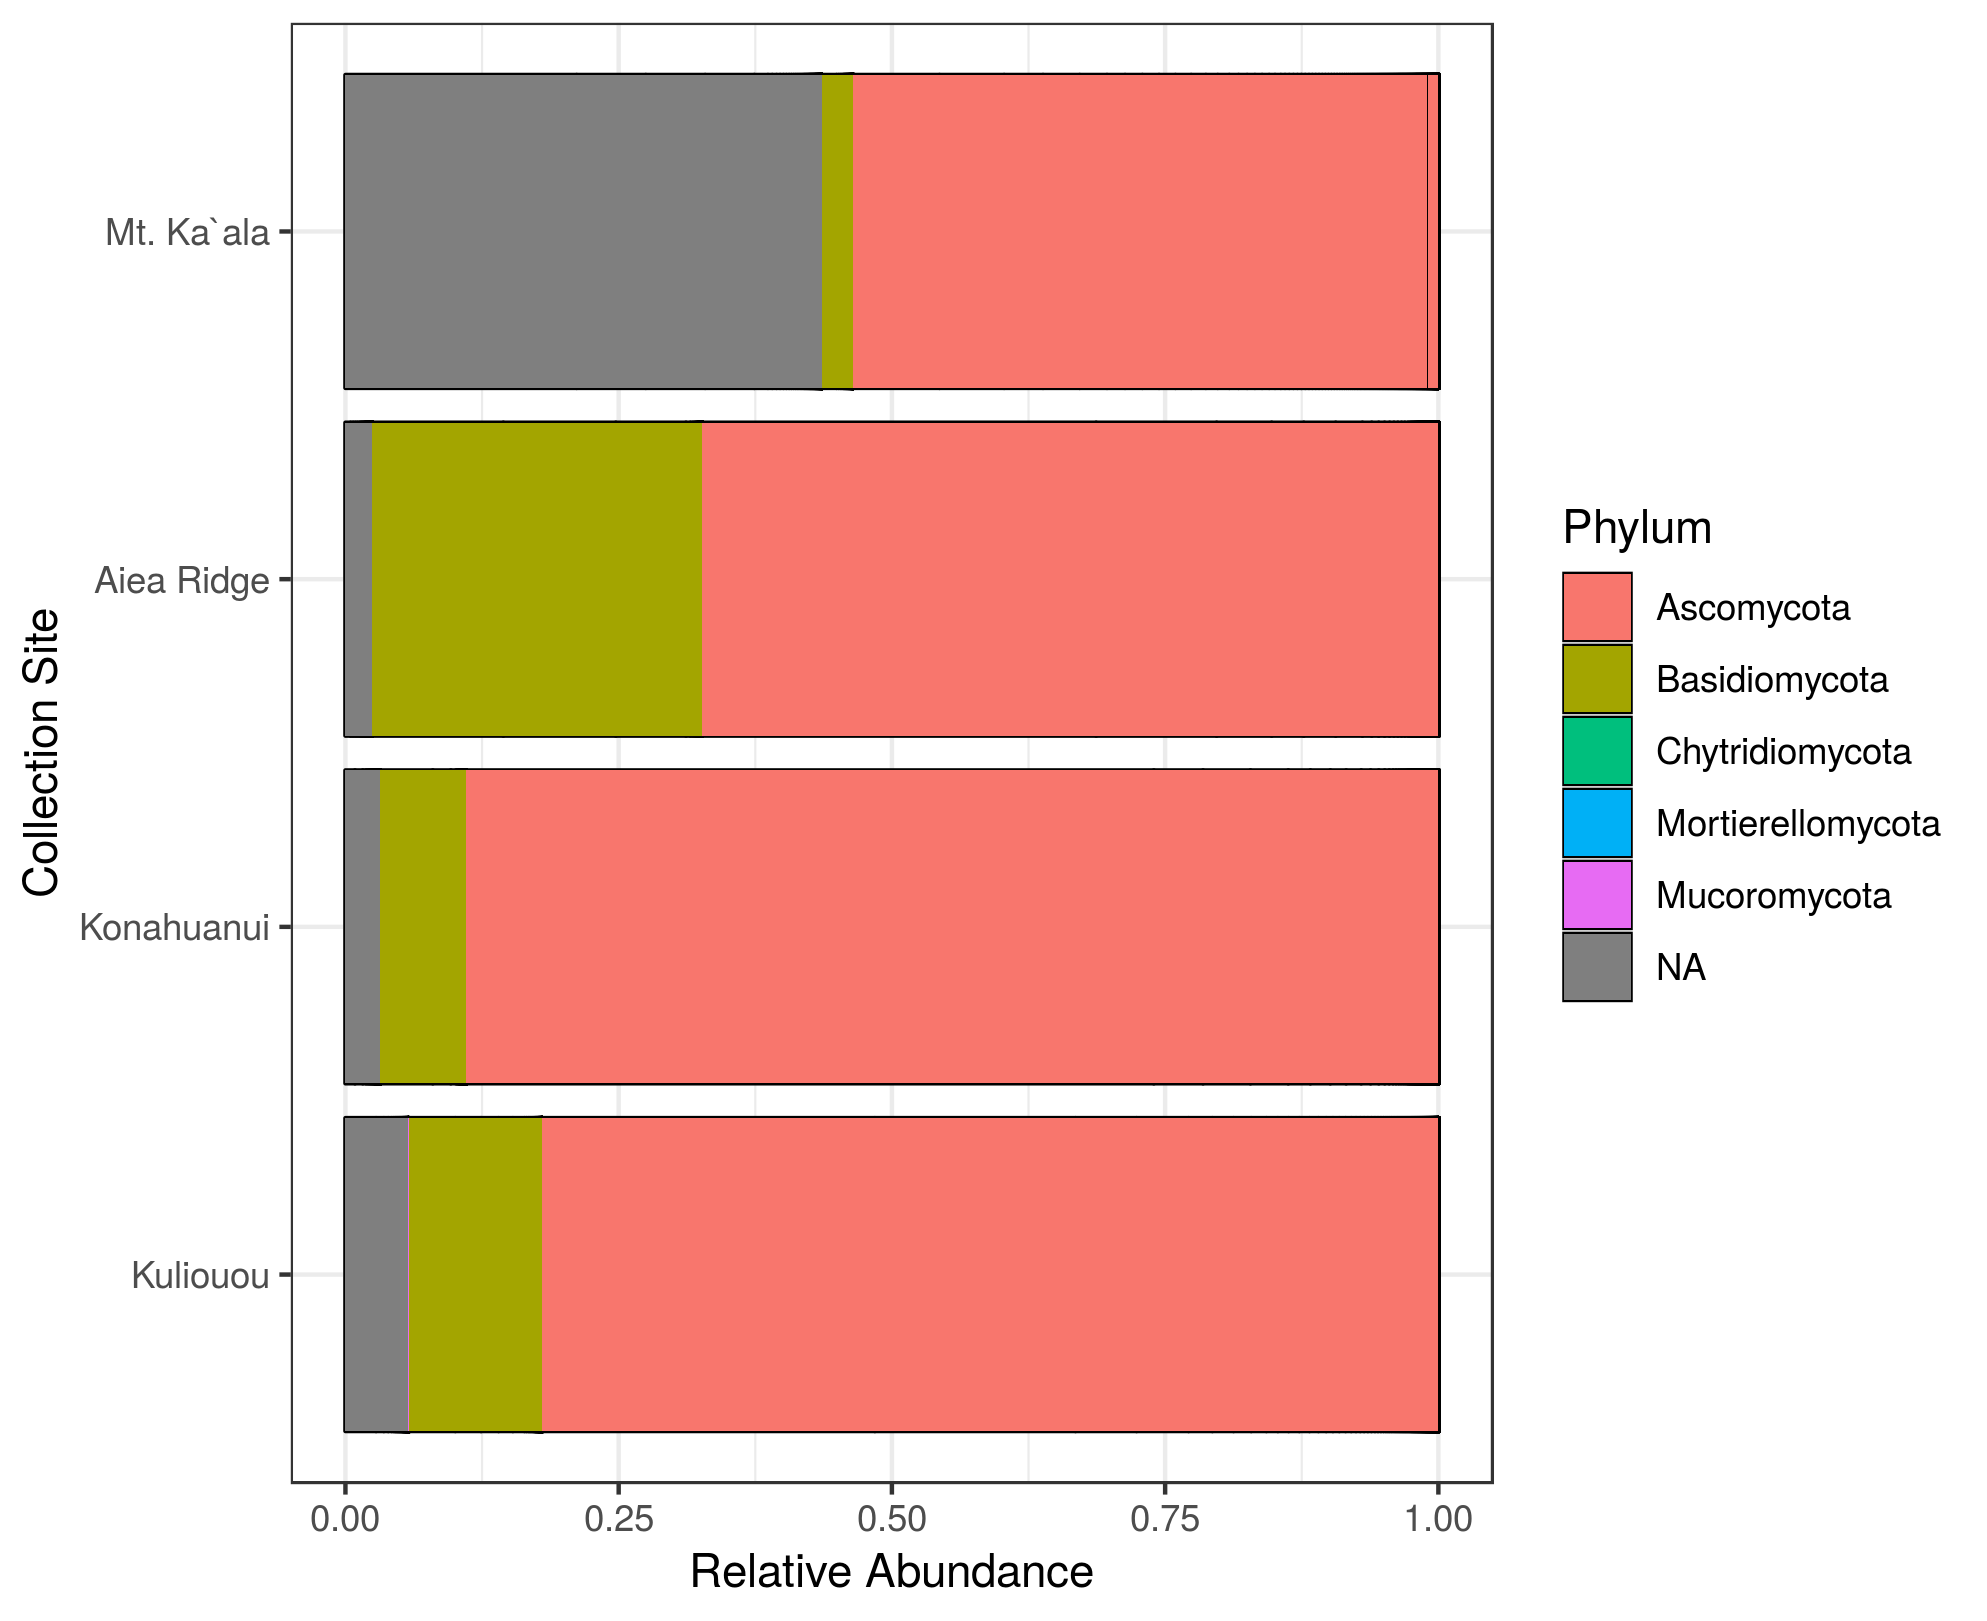 Mt. Ka`ala
Aiea Ridge
Konahuanui
Kuliouou
Collection Site
0.00
0.25
0.50
0.75
1.00
Relative Abundance
Phylum
Ascomycota
Basidiomycota
Chytridiomycota
Mortierellomycota
Mucoromycota
NA